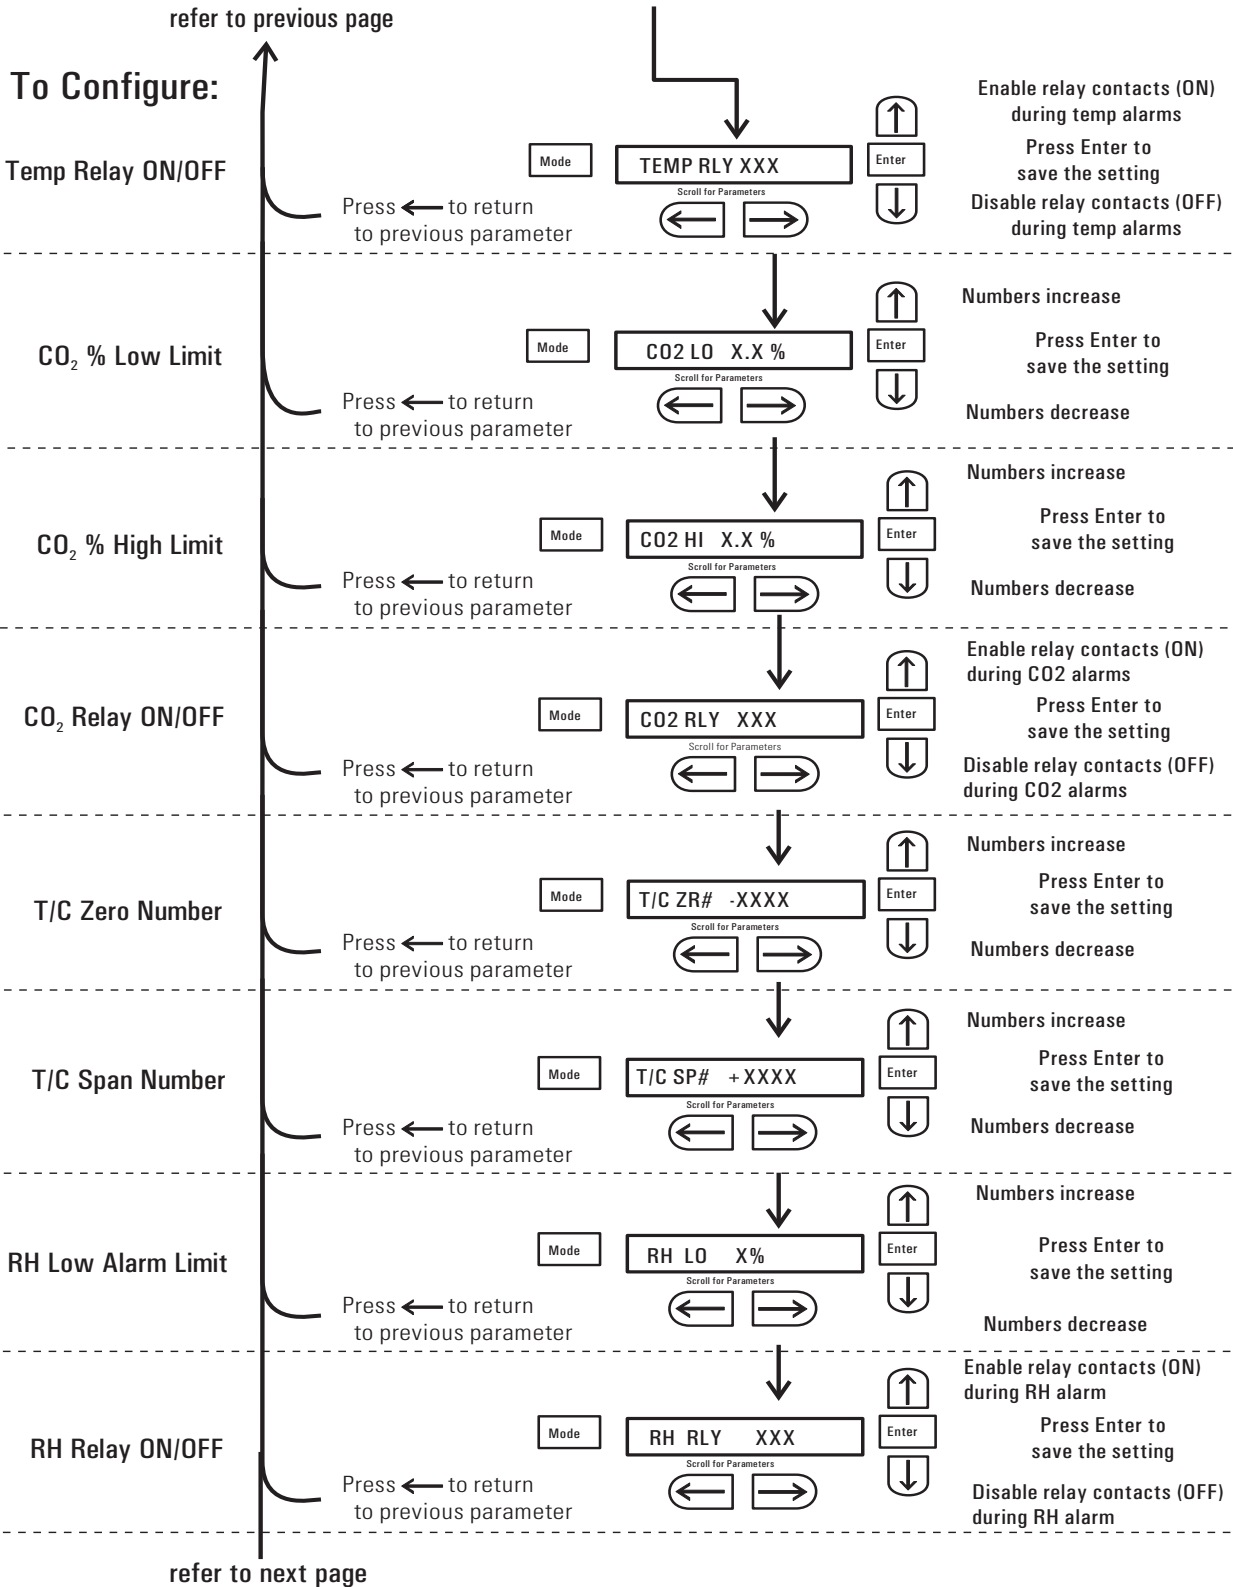 refer to previous page
To Configure:
Temp Relay ON/OFF
Press ← to return
to previous parameter
Mode
TEMP RLY XXX
Scroll for Parameters
← →
↑
Enter
↓
Enable relay contacts (ON)
during temp alarms
Press Enter to
save the setting
Disable relay contacts (OFF)
during temp alarms
CO₂ % Low Limit
Press ← to return
to previous parameter
Mode
CO2 LO X.X %
Scroll for Parameters
← →
↑
Enter
↓
Numbers increase
Press Enter to
save the setting
Numbers decrease
CO₂ % High Limit
Press ← to return
to previous parameter
Mode
CO2 HI X.X %
Scroll for Parameters
← →
↑
Enter
↓
Numbers increase
Press Enter to
save the setting
Numbers decrease
CO₂ Relay ON/OFF
Press ← to return
to previous parameter
Mode
CO2 RLY XXX
Scroll for Parameters
← →
↑
Enter
↓
Enable relay contacts (ON)
during CO2 alarms
Press Enter to
save the setting
Disable relay contacts (OFF)
during CO2 alarms
T/C Zero Number
Press ← to return
to previous parameter
Mode
T/C ZR# -XXXX
Scroll for Parameters
← →
↑
Enter
↓
Numbers increase
Press Enter to
save the setting
Numbers decrease
T/C Span Number
Press ← to return
to previous parameter
Mode
T/C SP# +XXXX
Scroll for Parameters
← →
↑
Enter
↓
Numbers increase
Press Enter to
save the setting
Numbers decrease
RH Low Alarm Limit
Press ← to return
to previous parameter
Mode
RH LO X%
Scroll for Parameters
← →
↑
Enter
↓
Numbers increase
Press Enter to
save the setting
Numbers decrease
RH Relay ON/OFF
Press ← to return
to previous parameter
Mode
RH RLY XXX
Scroll for Parameters
← →
↑
Enter
↓
Enable relay contacts (ON)
during RH alarm
Press Enter to
save the setting
Disable relay contacts (OFF)
during RH alarm
refer to next page